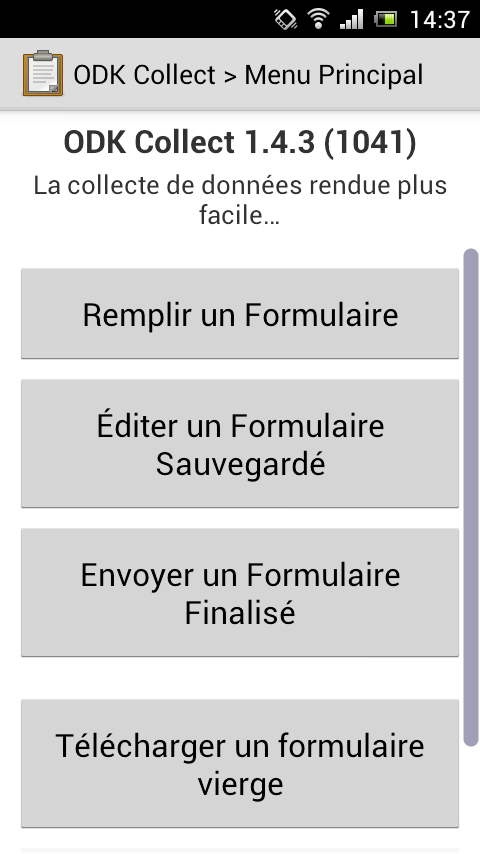 14:37
ODK Collect > Menu Principal
ODK Collect 1.4.3 (1041)
La collecte de données rendue plus
facile...
Remplir un Formulaire
Éditer un Formulaire
Sauvegardé
Envoyer un Formulaire
Finalisé
Télécharger un formulaire
vierge